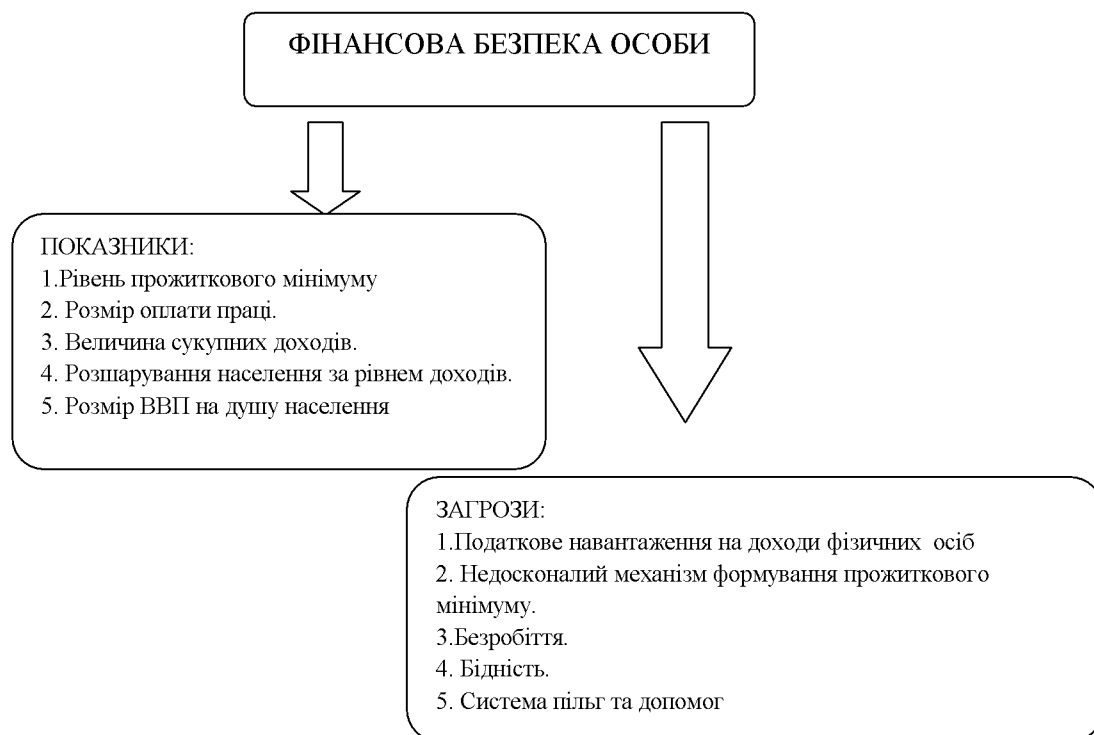 ФІНАНСОВА БЕЗПЕКА ОСОБИ
ПОКАЗНИКИ:
1.Рівень прожиткового мінімуму
2. Розмір оплати праці.
3. Величина сукупних доходів.
4. Розшарування населення за рівнем доходів.
5. Розмір ВВП на душу населення
ЗАГРОЗИ:
1.Податкове навантаження на доходи фізичних осіб
2. Недосконалий механізм формування прожиткового
мінімуму.
3.Безробіття.
4. Бідність.
5. Система пільг та допомог